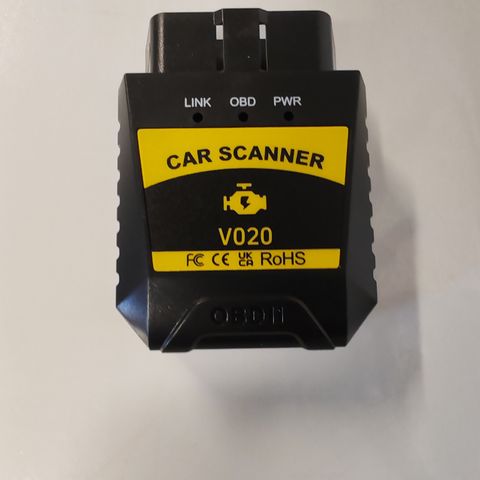 LINK OBD PWR
CAR SCANNER
V020
FC CE UK CA RoHS
OBDII